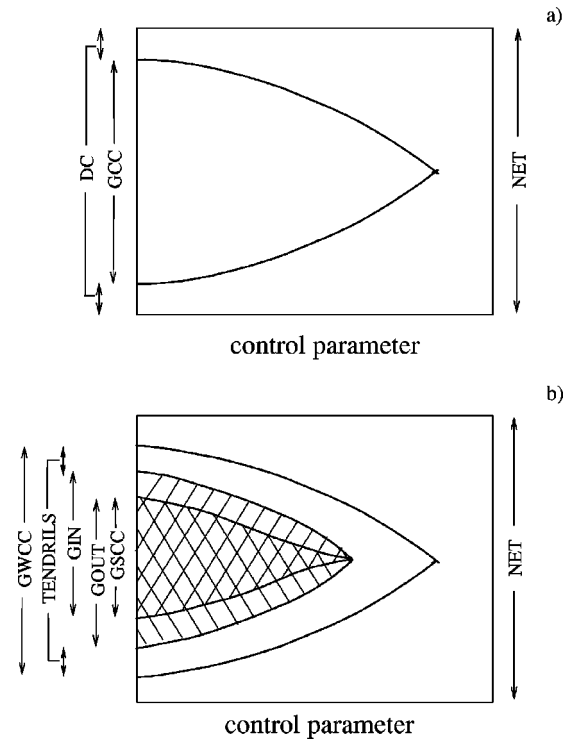 a)
DC
GCC
NET
control parameter
b)
GWCC
TENDRILS
GIN
GOUT
GSCC
NET
control parameter